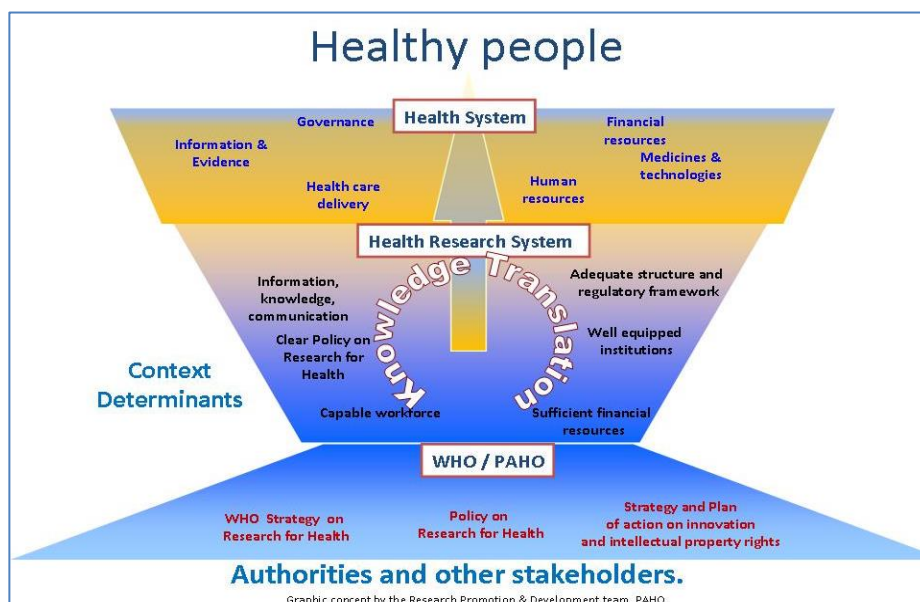 Healthy people
Health System
Governance
Financial
resources
Information &
Evidence
Medicines &
technologies
Health care
delivery
Human
resources
Health Research System
Knowledge Translation
Information,
knowledge,
communication
Adequate structure and
regulatory framework
Clear Policy on
Research for
Health
Well equipped
institutions
Context
Determinants
Capable workforce
Sufficient financial
resources
WHO / PAHO
WHO Strategy on
Research for Health
Policy on
Research for Health
Strategy and Plan
of action on innovation
and intellectual property rights
Authorities and other stakeholders.
Graphic concept by the Research Promotion & Development team, PAHO